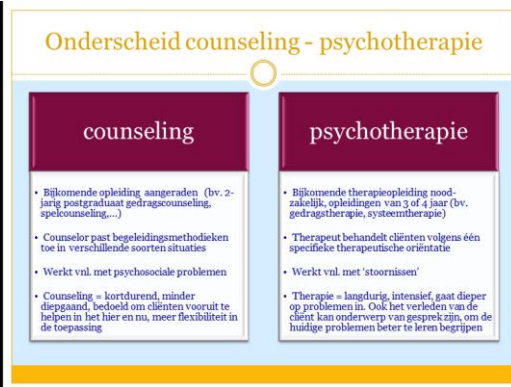 Onderscheid counseling - psychotherapie
counseling
• Bijkomende opleiding aangeraden (bv. 2-
jarig postgraduaat gedragscounseling,
spelcounseling,...)
• Counselor past begeleidingsmethodieken
toe in verschillende soorten situaties
• Werkt vnl. met psychosociale problemen
• Counseling = kortdurend, minder
diepgaand, bedoeld om cliënten vooruit te
helpen in het hier en nu, meer flexibiliteit in
de toepassing
psychotherapie
• Bijkomende therapieopleiding nood-
zakelijk, opleidingen van 3 of 4 jaar (bv.
gedragstherapie, systeemtherapie)
• Therapeut behandelt cliënten volgens één
specifieke therapeutische oriëntatie
• Werkt vnl. met 'stoornissen'
• Therapie = langdurig, intensief, gaat dieper
op problemen in. Ook het verleden van de
cliënt kan onderwerp van gesprek zijn, om de
huidige problemen beter te leren begrijpen